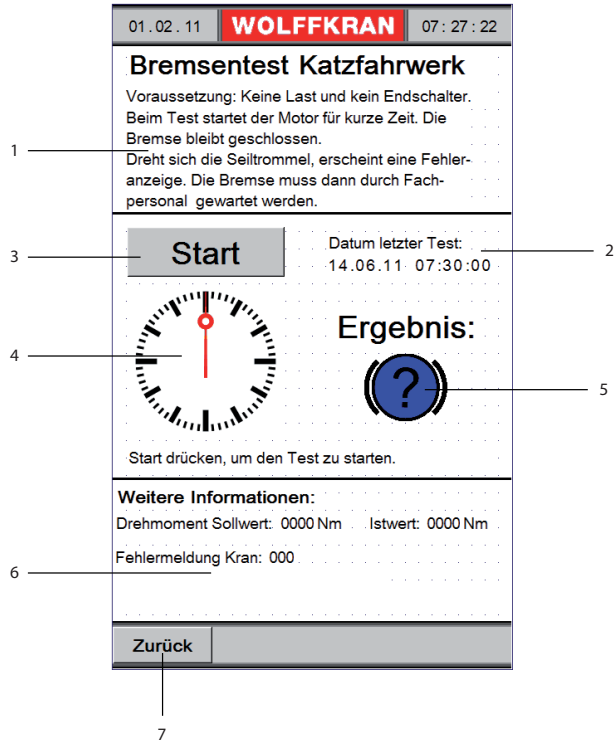 01.02.11 WOLFFKRAN 07:27:22
Bremsentest Katzfahrwerk
Voraussetzung: Keine Last und kein Endschalter.
Beim Test startet der Motor für kurze Zeit. Die
Bremse bleibt geschlossen.
1
Dreht sich die Seiltrommel, erscheint eine Fehler-
anzeige. Die Bremse muss dann durch Fach-
personal gewartet werden.
3 Start
Datum letzter Test: 2
14.06.11 07:30:00
4
Ergebnis:
? 5
Start drücken, um den Test zu starten.
Weitere Informationen:
Drehmoment Sollwert: 0000 Nm Istwert: 0000 Nm
Fehlermeldung Kran: 000
6
Zurück
7